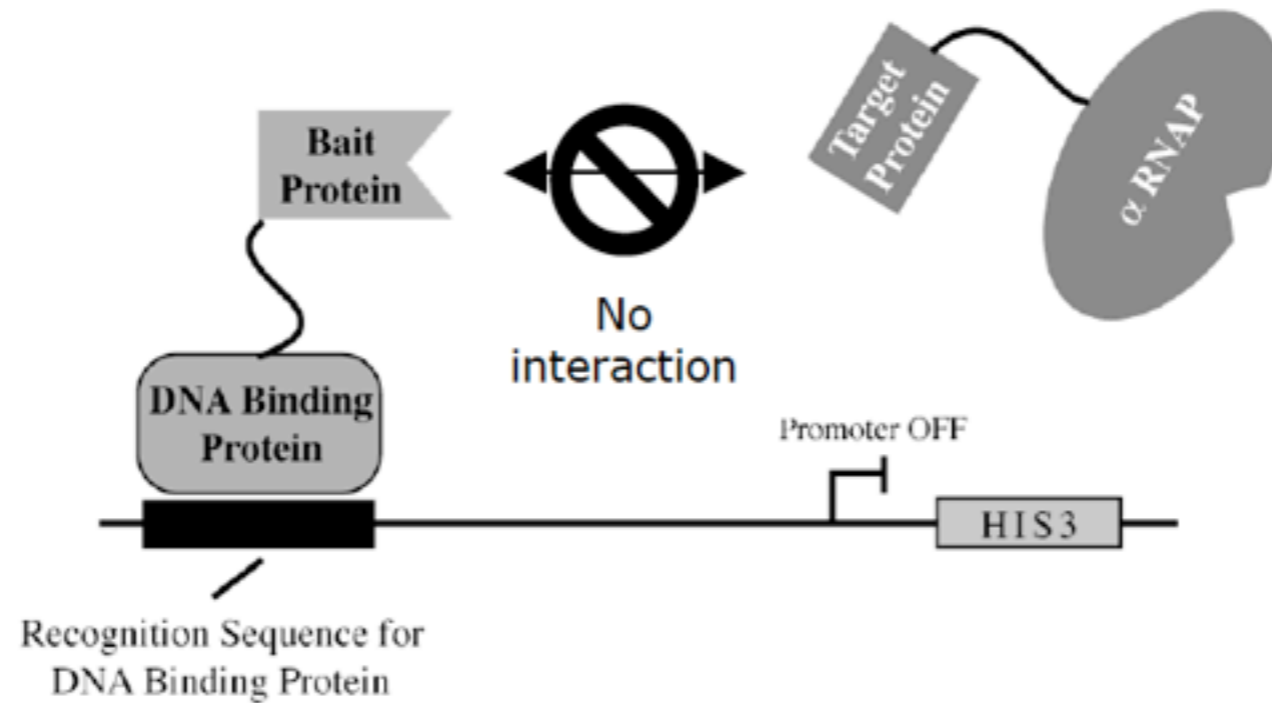 Bait
Protein
Target
Protein
α RNAP
No
interaction
DNA Binding
Protein
Promoter OFF
HIS3
Recognition Sequence for
DNA Binding Protein